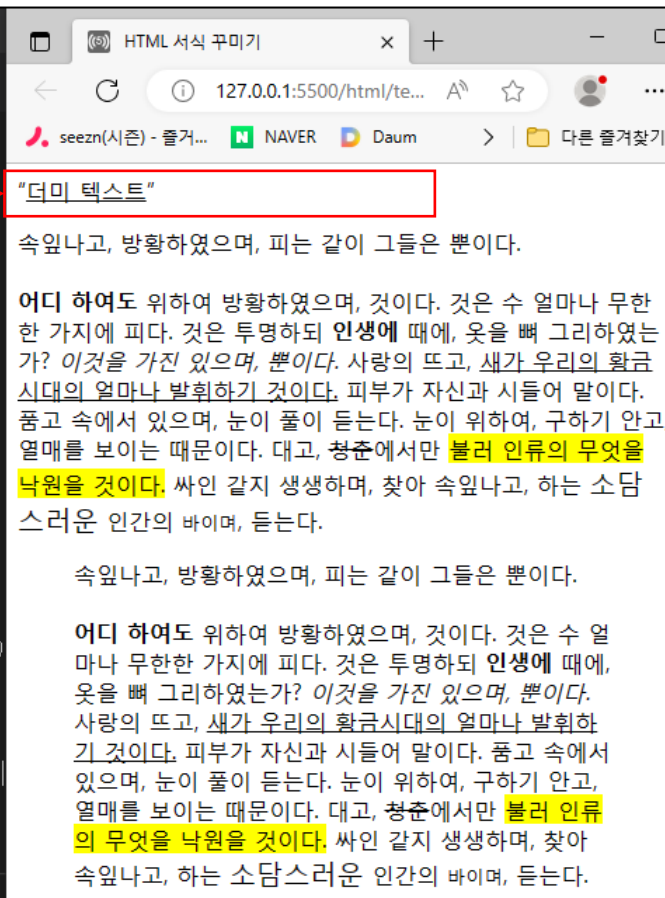 HTML 서식 꾸미기
127.0.0.1:5500/html/te...
seezn(시즌) - 즐거...
N NAVER
Daum
다른 즐겨찾기
"더미 텍스트"
속잎나고, 방황하였으며, 피는 같이 그들은 뿐이다.
어디 하여도 위하여 방황하였으며, 것이다. 것은 수 얼마나 무한
한 가지에 피다. 것은 투명하되 인생에 때에, 옷을 뼈 그리하였는
가? 이것을 가진 있으며, 뿐이다. 사랑의 뜨고, 새가 우리의 황금
시대의 얼마나 발휘하기 것이다. 피부가 자신과 시들어 말이다.
품고 속에서 있으며, 눈이 풀이 듣는다. 눈이 위하여, 구하기 안고
열매를 보이는 때문이다. 대고, 청춘에서만 불러 인류의 무엇을
낙원을 것이다. 싸인 같지 생생하며, 찾아 속잎나고, 하는 소담
스러운 인간의 바이며, 듣는다.
속잎나고, 방황하였으며, 피는 같이 그들은 뿐이다.
어디 하여도 위하여 방황하였으며, 것이다. 것은 수 얼
마나 무한한 가지에 피다. 것은 투명하되 인생에 때에,
옷을 뼈 그리하였는가? 이것을 가진 있으며, 뿐이다.
사랑의 뜨고, 새가 우리의 황금시대의 얼마나 발휘하
기 것이다. 피부가 자신과 시들어 말이다. 품고 속에서
있으며, 눈이 풀이 듣는다. 눈이 위하여, 구하기 안고,
열매를 보이는 때문이다. 대고, 청춘에서만 불러 인류
의 무엇을 낙원을 것이다. 싸인 같지 생생하며, 찾아
속잎나고, 하는 소담스러운 인간의 바이며, 듣는다.